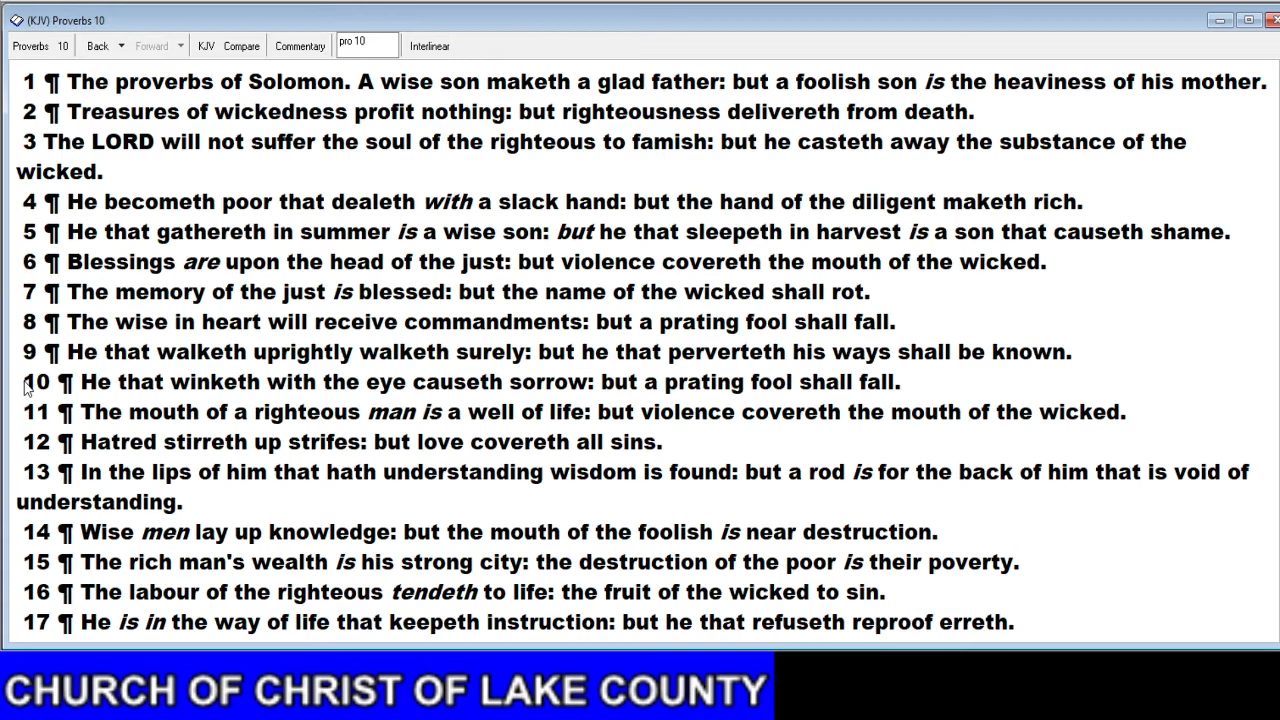 (KJV) Proverbs 10
Proverbs 10 Back Forward KJV Compare Commentary pro 10 Interlinear
1 ¶ The proverbs of Solomon. A wise son maketh a glad father: but a foolish son is the heaviness of his mother.
2 ¶ Treasures of wickedness profit nothing: but righteousness delivereth from death.
3 The LORD will not suffer the soul of the righteous to famish: but he casteth away the substance of the
wicked.
4 ¶ He becometh poor that dealeth with a slack hand: but the hand of the diligent maketh rich.
5 ¶ He that gathereth in summer is a wise son: but he that sleepeth in harvest is a son that causeth shame.
6 ¶ Blessings are upon the head of the just: but violence covereth the mouth of the wicked.
7 ¶ The memory of the just is blessed: but the name of the wicked shall rot.
8 ¶ The wise in heart will receive commandments: but a prating fool shall fall.
9 ¶ He that walketh uprightly walketh surely: but he that perverteth his ways shall be known.
10 ¶ He that winketh with the eye causeth sorrow: but a prating fool shall fall.
11 ¶ The mouth of a righteous man is a well of life: but violence covereth the mouth of the wicked.
12 ¶ Hatred stirreth up strifes: but love covereth all sins.
13 ¶ In the lips of him that hath understanding wisdom is found: but a rod is for the back of him that is void of
understanding.
14 ¶ Wise men lay up knowledge: but the mouth of the foolish is near destruction.
15 ¶ The rich man's wealth is his strong city: the destruction of the poor is their poverty.
16 ¶ The labour of the righteous tendeth to life: the fruit of the wicked to sin.
17 ¶ He is in the way of life that keepeth instruction: but he that refuseth reproof erreth.
CHURCH OF CHRIST OF LAKE COUNTY